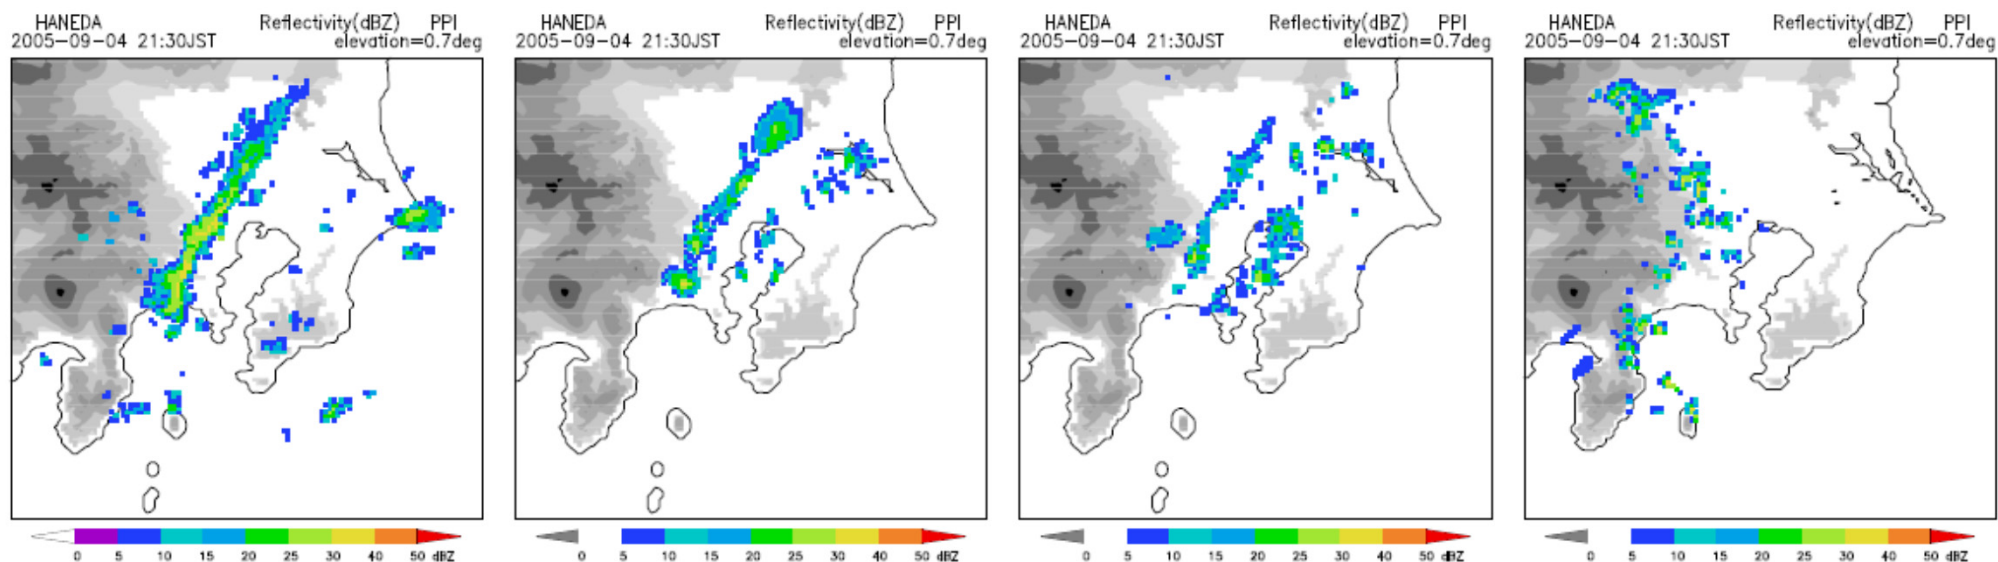 HANEDA Reflectivity(dBZ) PPI
2005-09-04 21:30JST elevation=0.7deg
0 5 10 15 20 25 30 40 50 dBZ
HANEDA Reflectivity(dBZ) PPI
2005-09-04 21:30JST elevation=0.7deg
0 5 10 15 20 25 30 40 50 dBZ
HANEDA Reflectivity(dBZ) PPI
2005-09-04 21:30JST elevation=0.7deg
0 5 10 15 20 25 30 40 50 dBZ
HANEDA Reflectivity(dBZ) PPI
2005-09-04 21:30JST elevation=0.7deg
0 5 10 15 20 25 30 40 50 dBZ